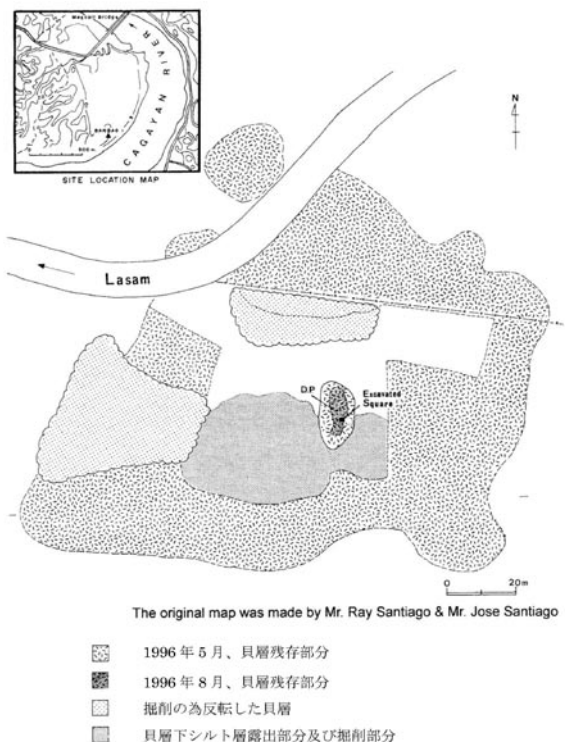 Magapit Bridge
CAGAYAN RIVER
BANGAG
500 m.
SITE LOCATION MAP
N
Lasam
D.P
Excavated
Square
0 20m
The original map was made by Mr. Ray Santiago & Mr. Jose Santiago
1996年5月、貝層残存部分
1996年8月、貝層残存部分
掘削の為反転した貝層
貝層下シルト層露出部分及び掘削部分